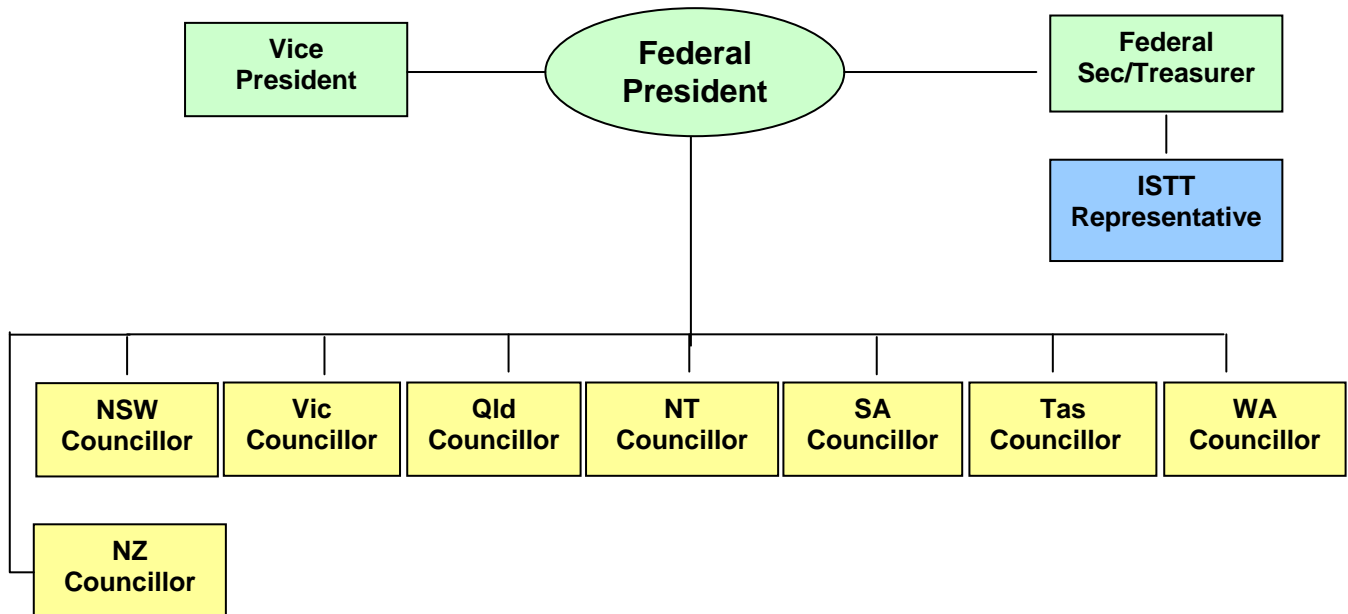 Vice
President
Federal
President
Federal
Sec/Treasurer
ISTT
Representative
NSW
Councillor
Vic
Councillor
Qld
Councillor
NT
Councillor
SA
Councillor
Tas
Councillor
WA
Councillor
NZ
Councillor